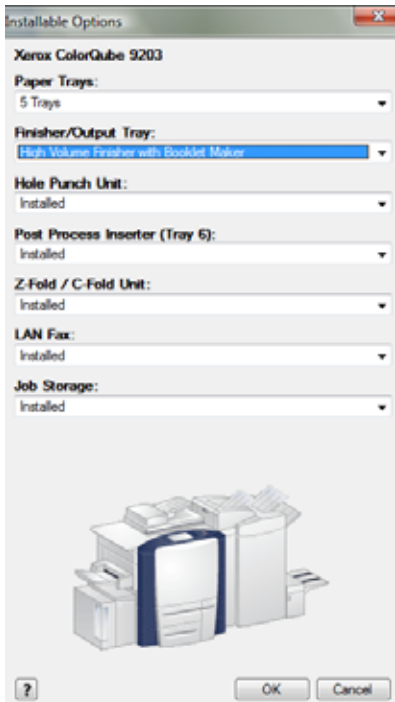 Installable Options
Xerox ColorQube 9203
Paper Trays:
5 Trays
Finisher/Output Tray:
High Volume Finisher with Booklet Maker
Hole Punch Unit:
Installed
Post Process Inserter (Tray 6):
Installed
Z-Fold / C-Fold Unit:
Installed
LAN Fax:
Installed
Job Storage:
Installed
? OK Cancel